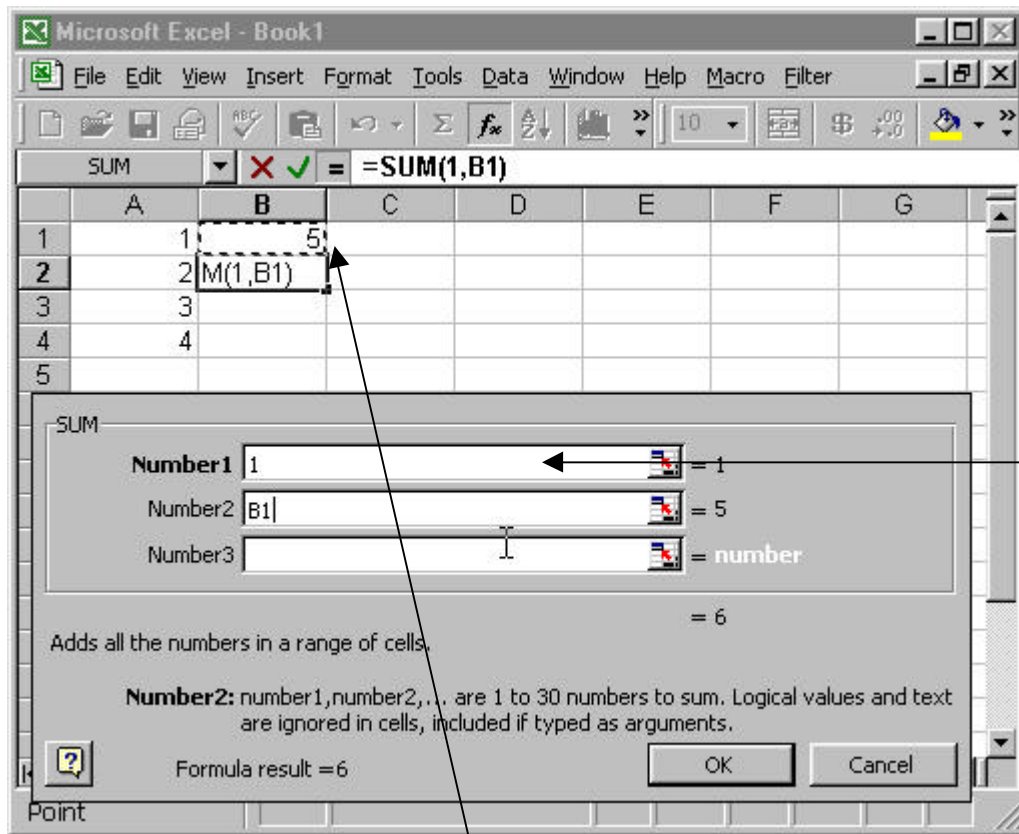 Microsoft Excel - Book1
File Edit View Insert Format Tools Data Window Help Macro Filter
ABC Σ fx A Z » 10 $ .00 +.0 »
SUM = =SUM(1,B1)
A B C D E F G
1 1 5
2 2 M(1,B1)
3 3
4 4
5
SUM
Number1 1 = 1
Number2 B1 = 5
Number3 = number
= 6
Adds all the numbers in a range of cells.
Number2: number1,number2,... are 1 to 30 numbers to sum. Logical values and text
are ignored in cells, included if typed as arguments.
? Formula result =6 OK Cancel
Point